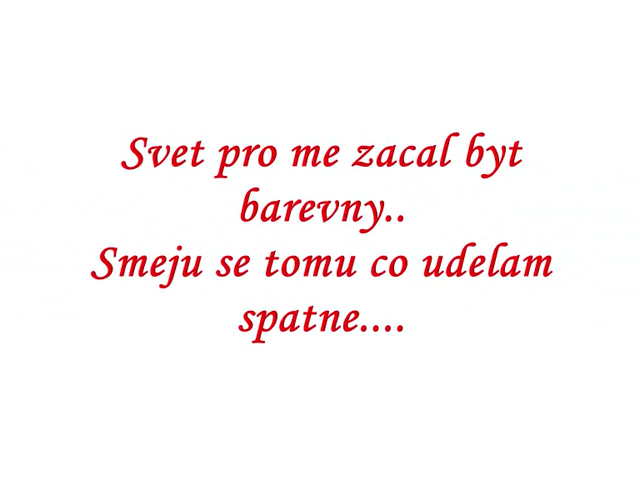 Svet pro me zacal byt
barevny..
Smeju se tomu co udelam
spatne....